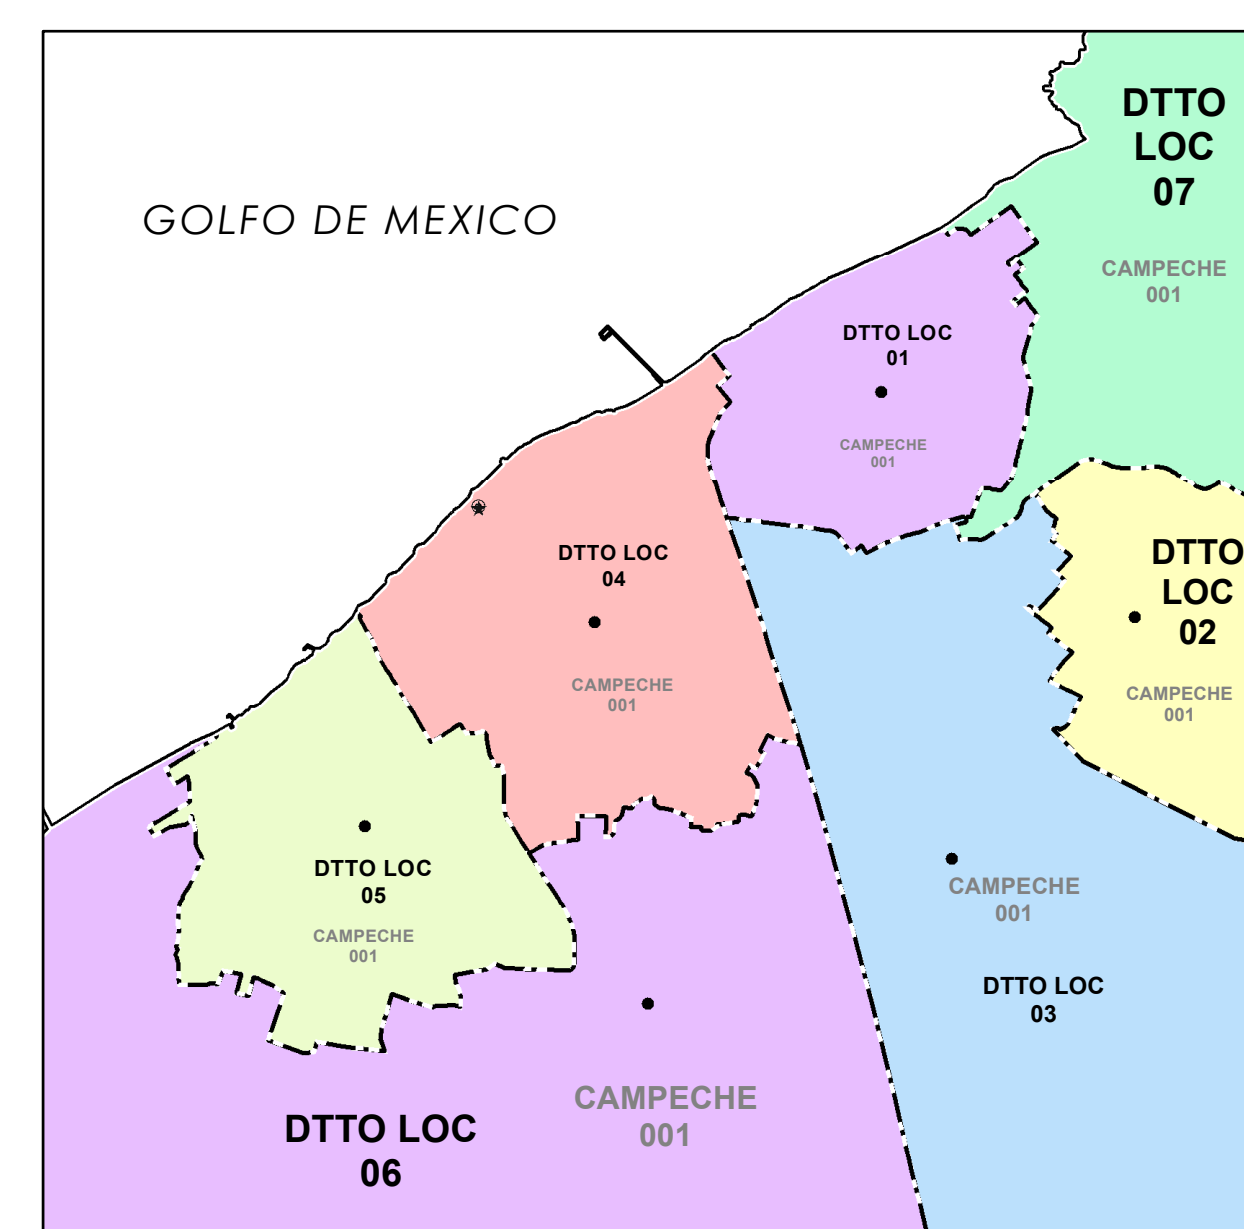 DTTO
LOC
07
GOLFO DE MEXICO
CAMPECHE
001
DTTO LOC
01
CAMPECHE
001
DTTO LOC
04
DTTO
LOC
02
CAMPECHE
001
CAMPECHE
001
DTTO LOC
05
CAMPECHE
001
CAMPECHE
001
DTTO LOC
03
CAMPECHE
001
DTTO LOC
06